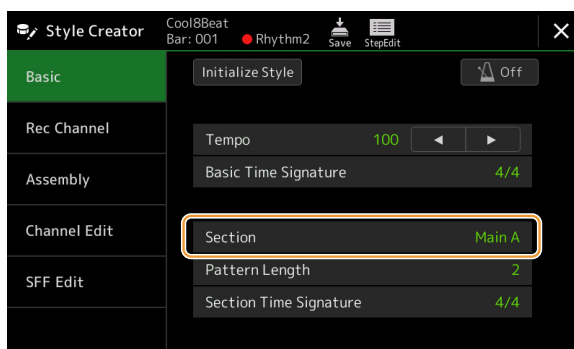 Style Creator
Cool8Beat
Bar: 001 Rhythm2
Save
StepEdit
Basic
Initialize Style
Off
Rec Channel
Tempo 100
Assembly
Basic Time Signature 4/4
Channel Edit
Section Main A
Pattern Length 2
SFF Edit
Section Time Signature 4/4